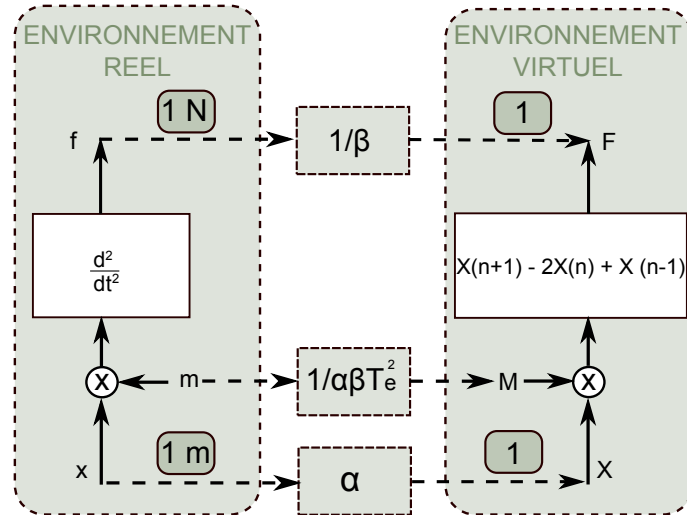 ENVIRONNEMENT
REEL
ENVIRONNEMENT
VIRTUEL
f
1 N
1/β
1
F
d²
dt²
X(n+1) - 2X(n) + X (n-1)
X
m
1/αβTe²
M
X
x
1 m
α
1
X